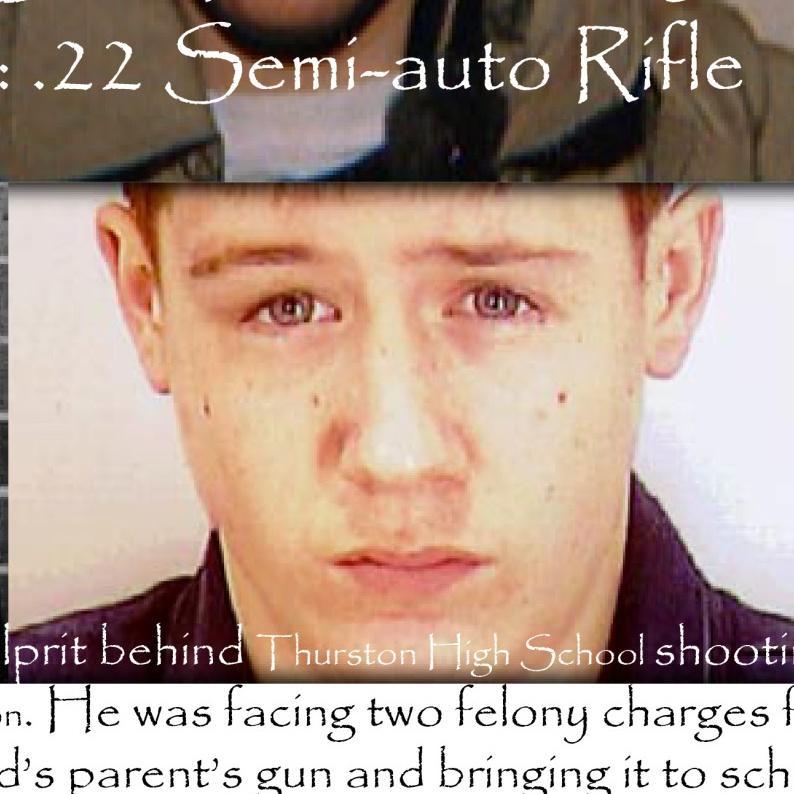 : .22 Semi-auto Rifle
lprit behind Thurston High School shooti
on. He was facing two felony charges f
d's parent's gun and bringing it to sch